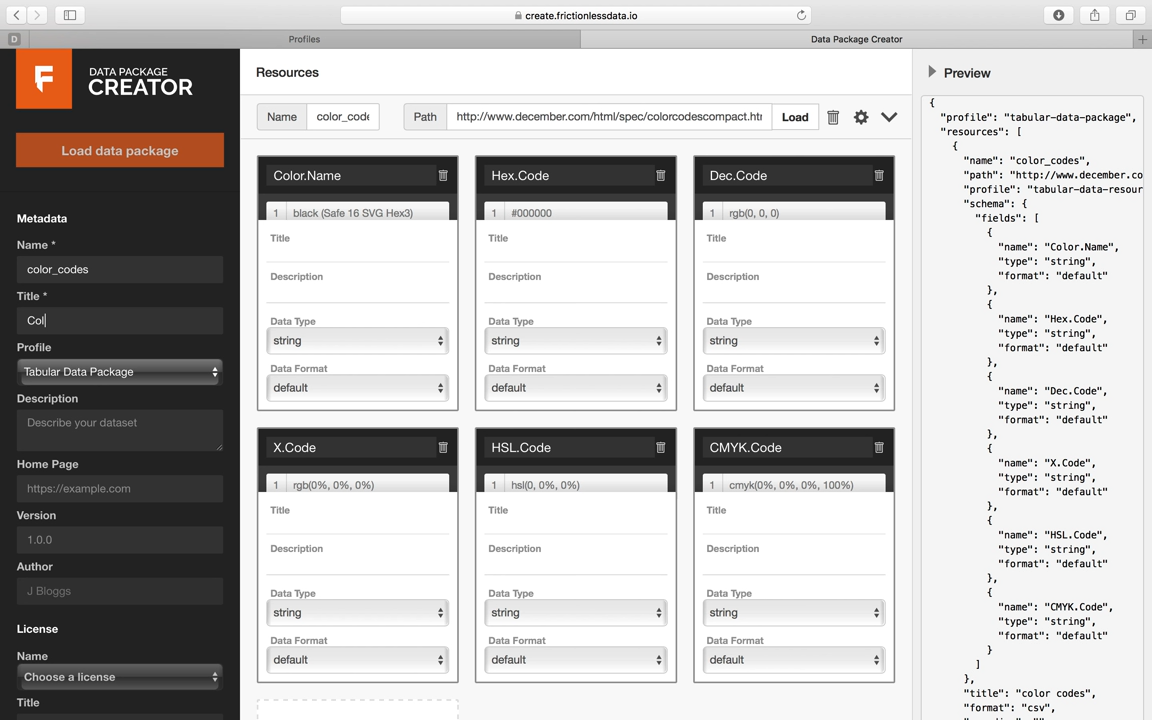 create.frictionlessdata.io
D
Profiles
Data Package Creator
F
DATA PACKAGE
CREATOR
Load data package
Metadata
Name *
color_codes
Title *
Col
Profile
Tabular Data Package
Description
Describe your dataset
Home Page
https://example.com
Version
1.0.0
Author
J Bloggs
License
Name
Choose a license
Title
Resources
Name
color_code
Path
http://www.december.com/html/spec/colorcodescompact.htm
Load
Color.Name
1 black (Safe 16 SVG Hex3)
Title
Description
Data Type
string
Data Format
default
Hex.Code
1 #000000
Title
Description
Data Type
string
Data Format
default
Dec.Code
1 rgb(0, 0, 0)
Title
Description
Data Type
string
Data Format
default
X.Code
1 rgb(0%, 0%, 0%)
Title
Description
Data Type
string
Data Format
default
HSL.Code
1 hsl(0, 0%, 0%)
Title
Description
Data Type
string
Data Format
default
CMYK.Code
1 cmyk(0%, 0%, 0%, 100%)
Title
Description
Data Type
string
Data Format
default
Preview
{
"profile": "tabular-data-package",
"resources": [
{
"name": "color_codes",
"path": "http://www.december.co
"profile": "tabular-data-resour
"schema": {
"fields": [
{
"name": "Color.Name",
"type": "string",
"format": "default"
},
{
"name": "Hex.Code",
"type": "string",
"format": "default"
},
{
"name": "Dec.Code",
"type": "string",
"format": "default"
},
{
"name": "X.Code",
"type": "string",
"format": "default"
},
{
"name": "HSL.Code",
"type": "string",
"format": "default"
},
{
"name": "CMYK.Code",
"type": "string",
"format": "default"
}
]
},
"title": "color codes",
"format": "csv",